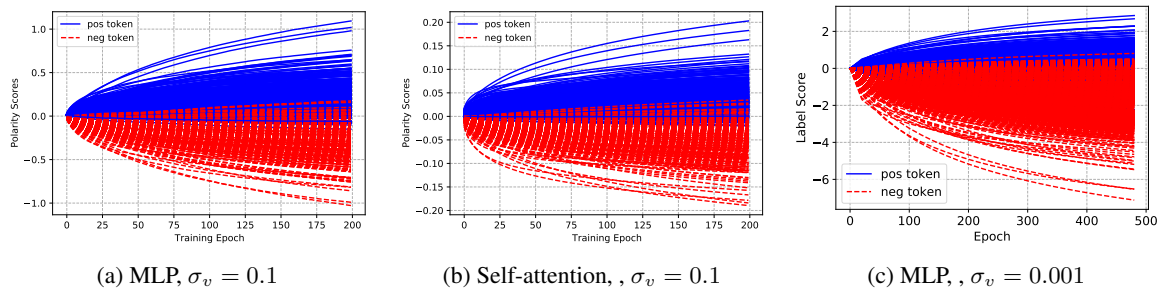 1.0
0.5
0.0
−0.5
−1.0
0 25 50 75 100 125 150 175 200
Training Epoch
Polarity Scores
pos token
neg token
0.20
0.15
0.10
0.05
0.00
−0.05
−0.10
−0.15
−0.20
0 25 50 75 100 125 150 175 200
Training Epoch
Polarity Scores
pos token
neg token
2
0
−2
−4
−6
0 100 200 300 400 500
Epoch
Label Score
pos token
neg token
(a) MLP, σᵥ = 0.1
(b) Self-attention, , σᵥ = 0.1
(c) MLP, , σᵥ = 0.001